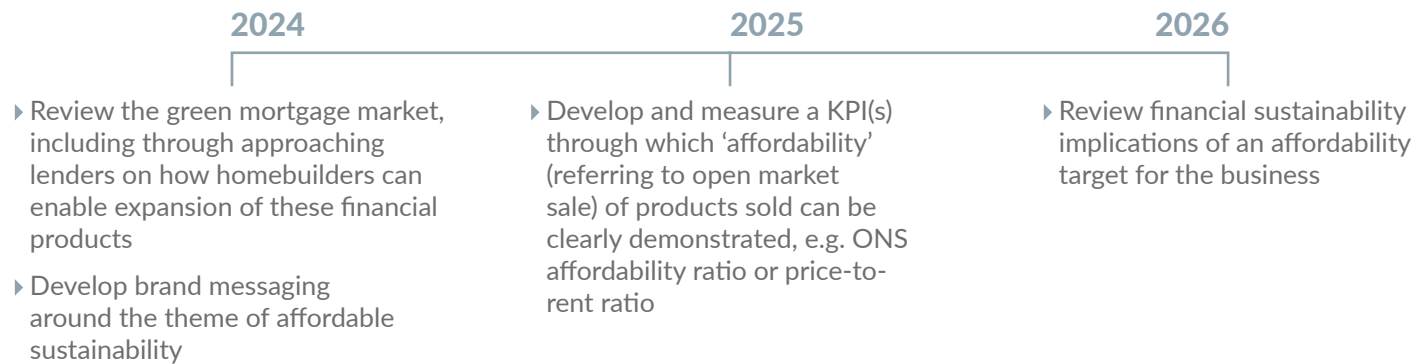 2024
2025
2026
Review the green mortgage market,
including through approaching
lenders on how homebuilders can
enable expansion of these financial
products
Develop brand messaging
around the theme of affordable
sustainability
Develop and measure a KPI(s)
through which ‘affordability’
(referring to open market
sale) of products sold can be
clearly demonstrated, e.g. ONS
affordability ratio or price-to-
rent ratio
Review financial sustainability
implications of an affordability
target for the business